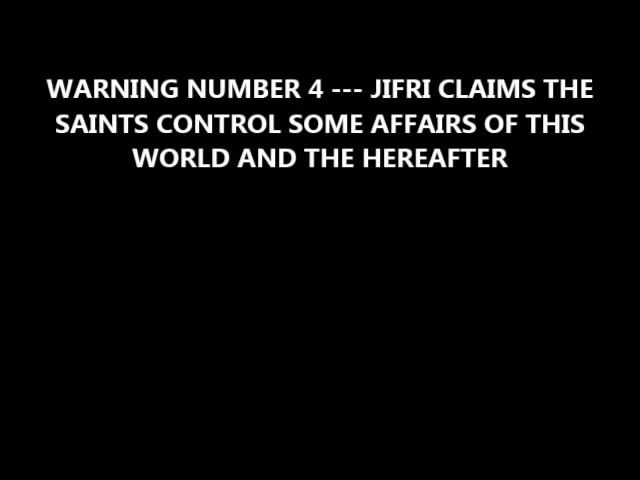 WARNING NUMBER 4 --- JIFRI CLAIMS THE
SAINTS CONTROL SOME AFFAIRS OF THIS
WORLD AND THE HEREAFTER